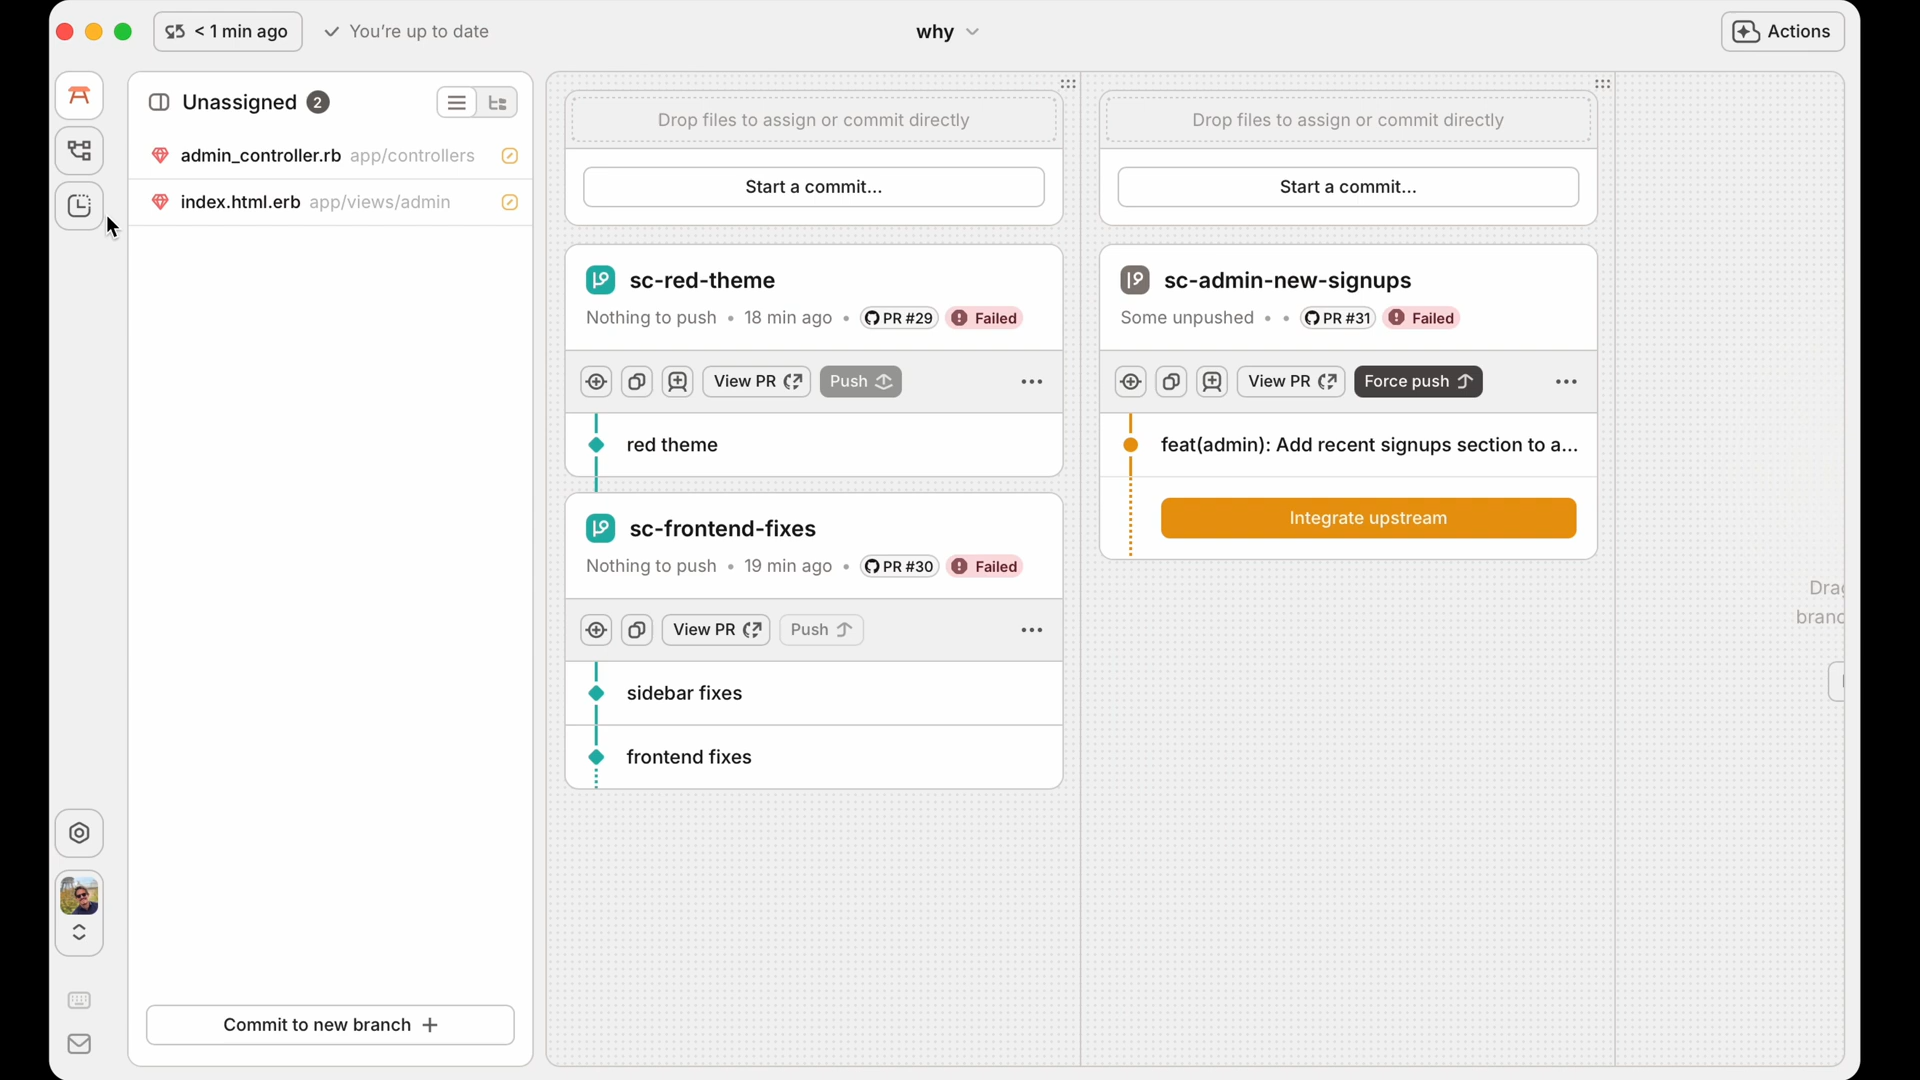 < 1 min ago
You're up to date
why
Actions
Unassigned 2
admin_controller.rb app/controllers
index.html.erb app/views/admin
Commit to new branch
Drop files to assign or commit directly
Start a commit...
sc-red-theme
Nothing to push • 18 min ago • PR #29 Failed
View PR Push
red theme
sc-frontend-fixes
Nothing to push • 19 min ago • PR #30 Failed
View PR Push
sidebar fixes
frontend fixes
Drop files to assign or commit directly
Start a commit...
sc-admin-new-signups
Some unpushed • • PR #31 Failed
View PR Force push
feat(admin): Add recent signups section to a...
Integrate upstream